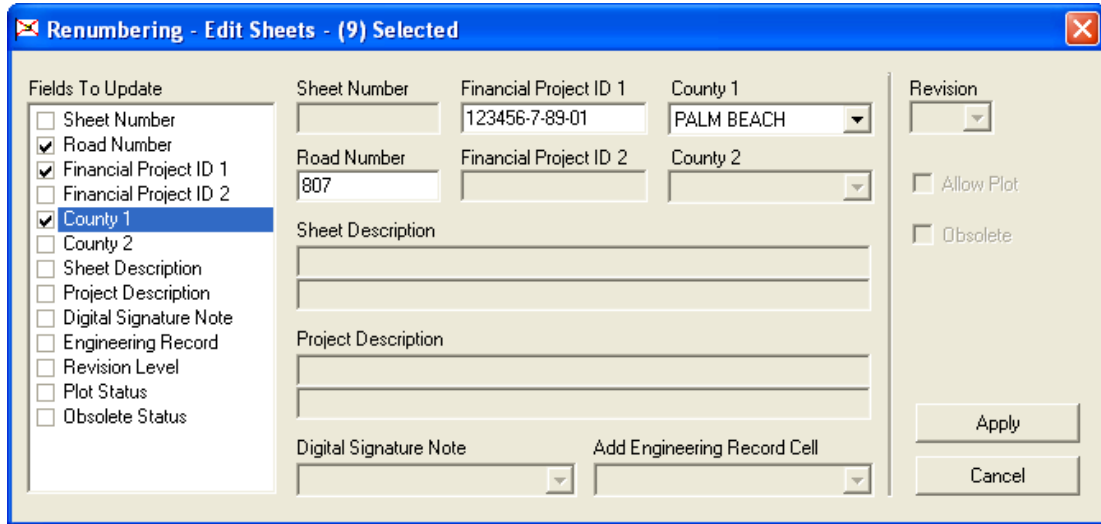 Renumbering - Edit Sheets - (9) Selected
Fields To Update
Sheet Number
Road Number
Financial Project ID 1
Financial Project ID 2
County 1
County 2
Sheet Description
Project Description
Digital Signature Note
Engineering Record
Revision Level
Plot Status
Obsolete Status
Sheet Number
Financial Project ID 1
123456-7-89-01
County 1
PALM BEACH
Road Number
807
Financial Project ID 2
County 2
Sheet Description
Project Description
Digital Signature Note
Add Engineering Record Cell
Revision
Allow Plot
Obsolete
Apply
Cancel